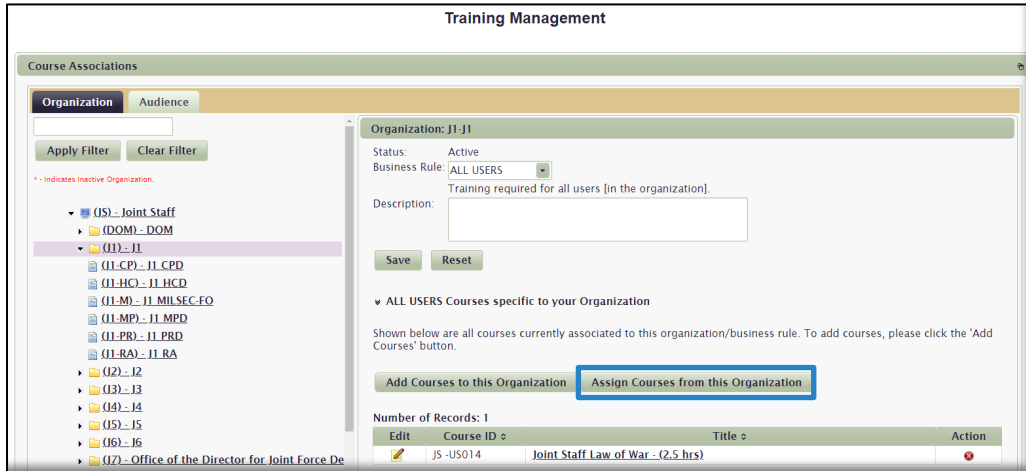 Training Management
Course Associations
Organization Audience
Apply Filter Clear Filter
* - Indicates Inactive Organization.
(JS) - Joint Staff
(DOM) - DOM
(J1) - J1
(J1-CP) - J1 CPD
(J1-HC) - J1 HCD
(J1-M) - J1 MILSEC-FO
(J1-MP) - J1 MPD
(J1-PR) - J1 PRD
(J1-RA) - J1 RA
(J2) - J2
(J3) - J3
(J4) - J4
(J5) - J5
(J6) - J6
(J7) - Office of the Director for Joint Force De
Organization: J1-J1
Status: Active
Business Rule: ALL USERS
Training required for all users [in the organization].
Description:
Save Reset
ALL USERS Courses specific to your Organization
Shown below are all courses currently associated to this organization/business rule. To add courses, please click the 'Add
Courses' button.
Add Courses to this Organization Assign Courses from this Organization
Number of Records: 1
Edit Course ID Title Action
JS -US014 Joint Staff Law of War - (2.5 hrs)